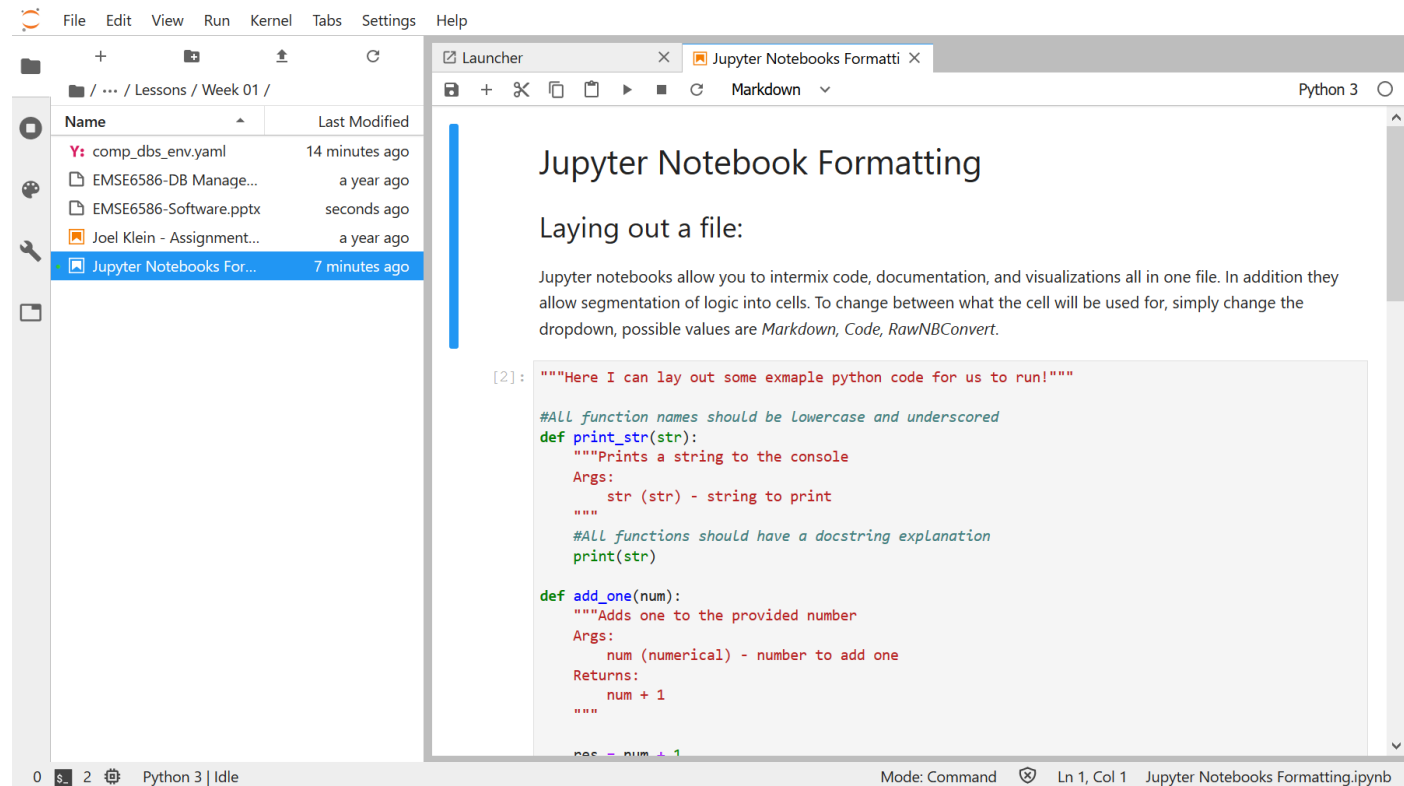 File Edit View Run Kernel Tabs Settings Help
/ ··· / Lessons / Week 01 /
Name Last Modified
Y: comp_dbs_env.yaml 14 minutes ago
EMSE6586-DB Manage... a year ago
EMSE6586-Software.pptx seconds ago
Joel Klein - Assignment... a year ago
Jupyter Notebooks For... 7 minutes ago
Launcher
Jupyter Notebooks Formatti
Markdown
Python 3
Jupyter Notebook Formatting
Laying out a file:
Jupyter notebooks allow you to intermix code, documentation, and visualizations all in one file. In addition they
allow segmentation of logic into cells. To change between what the cell will be used for, simply change the
dropdown, possible values are Markdown, Code, RawNBConvert.
[2]: """Here I can lay out some exmaple python code for us to run!"""
#All function names should be lowercase and underscored
def print_str(str):
    """Prints a string to the console
    Args:
        str (str) - string to print
    """
    #All functions should have a docstring explanation
    print(str)
def add_one(num):
    """Adds one to the provided number
    Args:
        num (numerical) - number to add one
    Returns:
        num + 1
    """
    res = num + 1
0 $_ 2 Python 3 | Idle
Mode: Command Ln 1, Col 1 Jupyter Notebooks Formatting.ipynb